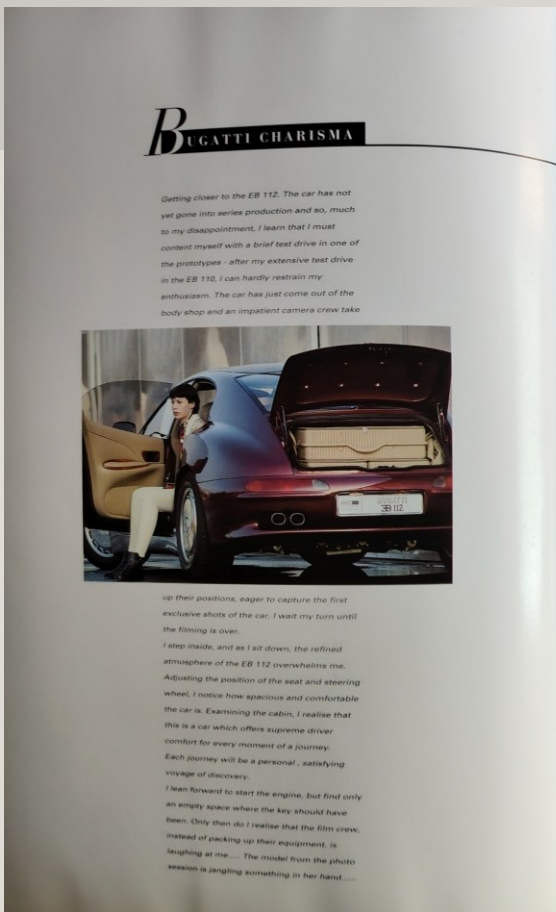 BUGATTI CHARISMA
Getting closer to the EB 112. The car has not
yet gone into series production and so, much
to my disappointment, I learn that I must
content myself with a brief test drive in one of
the prototypes - after my extensive test drive
in the EB 110, I can hardly restrain my
enthusiasm. The car has just come out of the
body shop and an impatient camera crew take
BUGATTI
EB 112
up their positions, eager to capture the first
exclusive shots of the car. I wait my turn until
the filming is over.
I step inside, and as I sit down, the refined
atmosphere of the EB 112 overwhelms me.
Adjusting the position of the seat and steering
wheel, I notice how spacious and comfortable
the car is. Examining the cabin, I realise that
this is a car which offers supreme driver
comfort for every moment of a journey.
Each journey will be a personal , satisfying
voyage of discovery.
I lean forward to start the engine, but find only
an empty space where the key should have
been. Only then do I realise that the film crew,
instead of packing up their equipment, is
laughing at me..... The model from the photo
session is jangling something in her hand.....